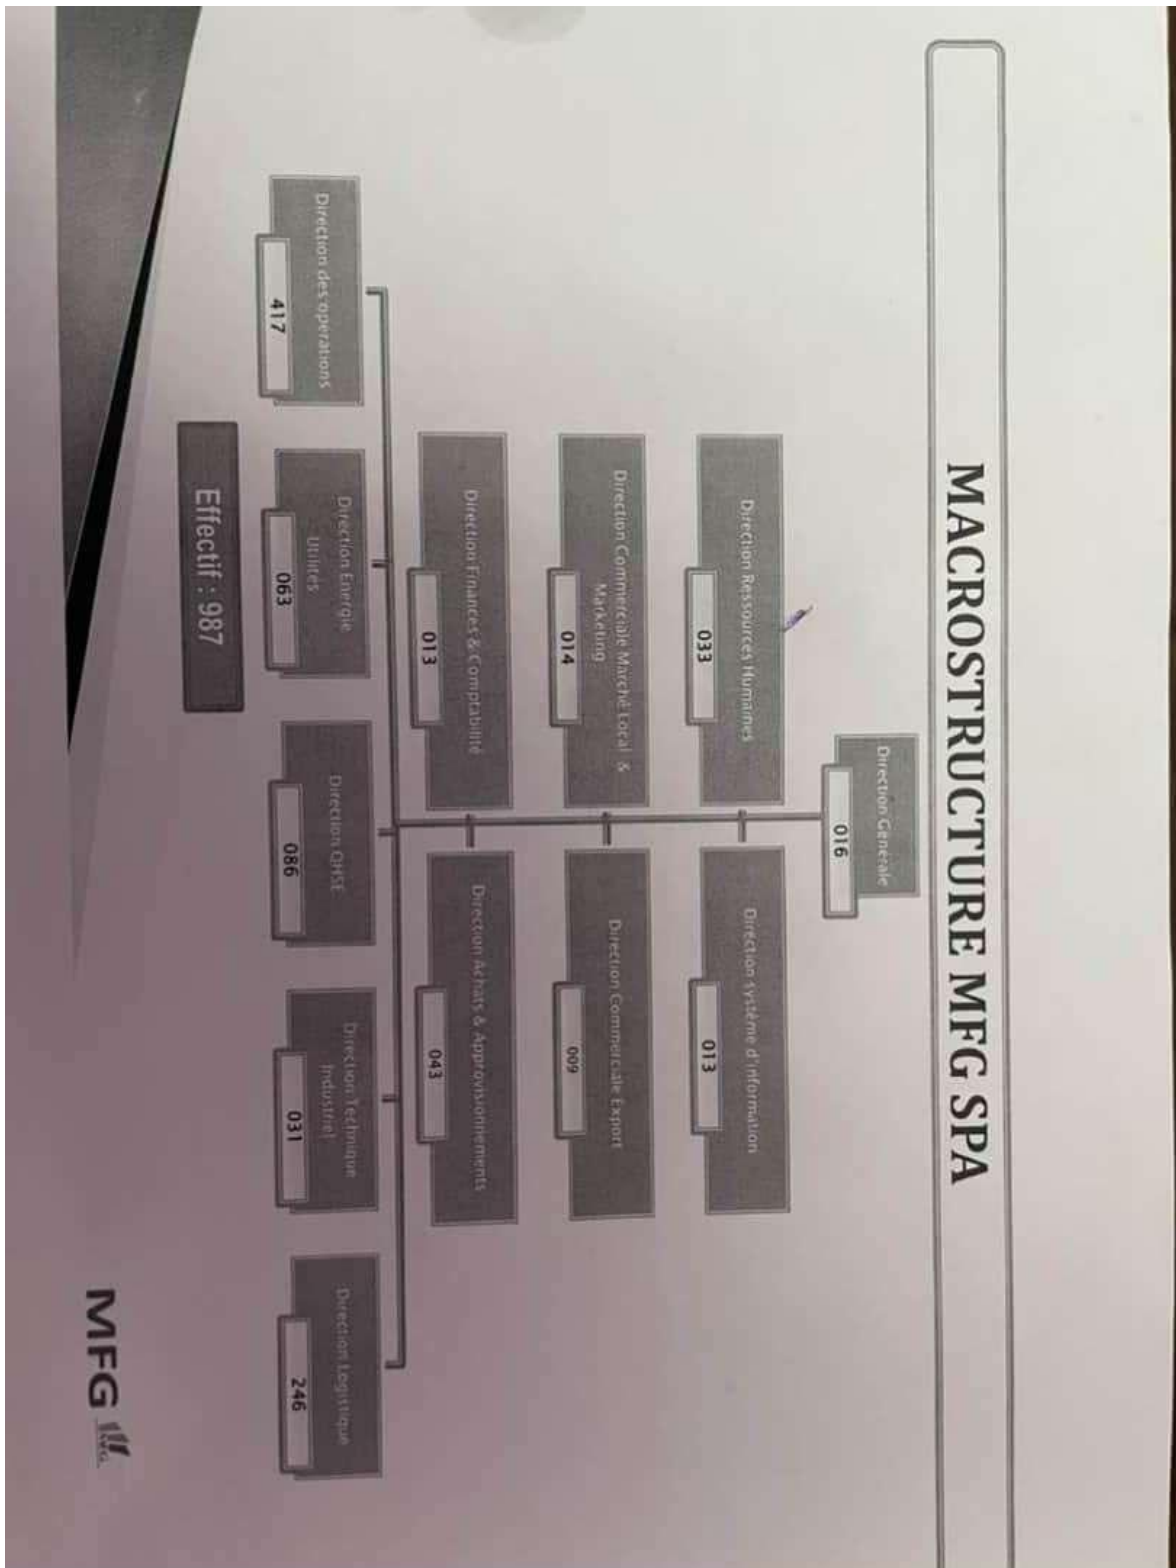 MACROSTRUCTURE MFG SPA
Direction Générale
016
Direction Ressources Humaines
033
Direction système d'information
013
Direction Commerciale Marché Local &
Marketing
014
Direction Commerciale Export
009
Direction Finances & Comptabilité
013
Direction Achats & Approvisionnements
043
Direction des operations
417
Direction Energie
Utilités
063
Direction QHSE
086
Direction Technique
Industriel
031
Direction Logistique
246
Effectif : 987
MFG